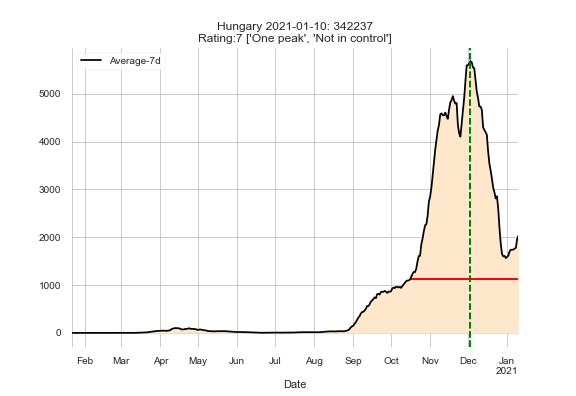 Hungary 2021-01-10: 342237
Rating:7 ['One peak', 'Not in control']
Average-7d
5000
4000
3000
2000
1000
0
Feb Mar Apr May Jun Jul Aug Sep Oct Nov Dec Jan
2021
Date